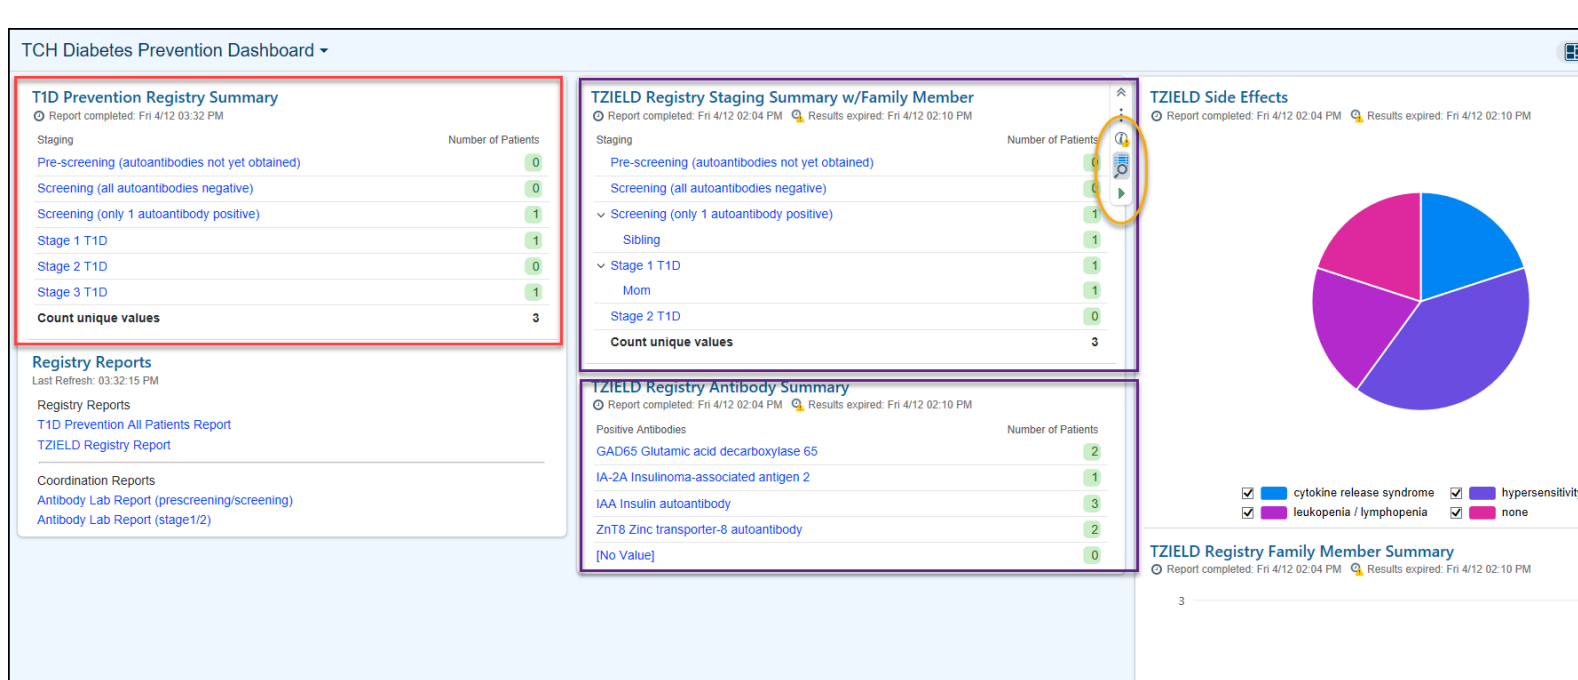 TCH Diabetes Prevention Dashboard
T1D Prevention Registry Summary
Report completed: Fri 4/12 03:32 PM
Staging Number of Patients
Pre-screening (autoantibodies not yet obtained) 0
Screening (all autoantibodies negative) 0
Screening (only 1 autoantibody positive) 1
Stage 1 T1D 1
Stage 2 T1D 0
Stage 3 T1D 1
Count unique values 3
Registry Reports
Last Refresh: 03:32:15 PM
Registry Reports
T1D Prevention All Patients Report
TZIELD Registry Report
Coordination Reports
Antibody Lab Report (prescreening/screening)
Antibody Lab Report (stage1/2)
TZIELD Registry Staging Summary w/Family Member
Report completed: Fri 4/12 02:04 PM Results expired: Fri 4/12 02:10 PM
Staging Number of Patients
Pre-screening (autoantibodies not yet obtained) 0
Screening (all autoantibodies negative) 0
Screening (only 1 autoantibody positive) 1
Sibling 1
Stage 1 T1D 1
Mom 1
Stage 2 T1D 0
Count unique values 3
TZIELD Registry Antibody Summary
Report completed: Fri 4/12 02:04 PM Results expired: Fri 4/12 02:10 PM
Positive Antibodies Number of Patients
GAD65 Glutamic acid decarboxylase 65 2
IA-2A Insulinoma-associated antigen 2 1
IAA Insulin autoantibody 3
ZnT8 Zinc transporter-8 autoantibody 2
[No Value] 0
TZIELD Side Effects
Report completed: Fri 4/12 02:04 PM Results expired: Fri 4/12 02:10 PM
cytokine release syndrome hypersensitivity
leukopenia / lymphopenia none
TZIELD Registry Family Member Summary
Report completed: Fri 4/12 02:04 PM Results expired: Fri 4/12 02:10 PM
3